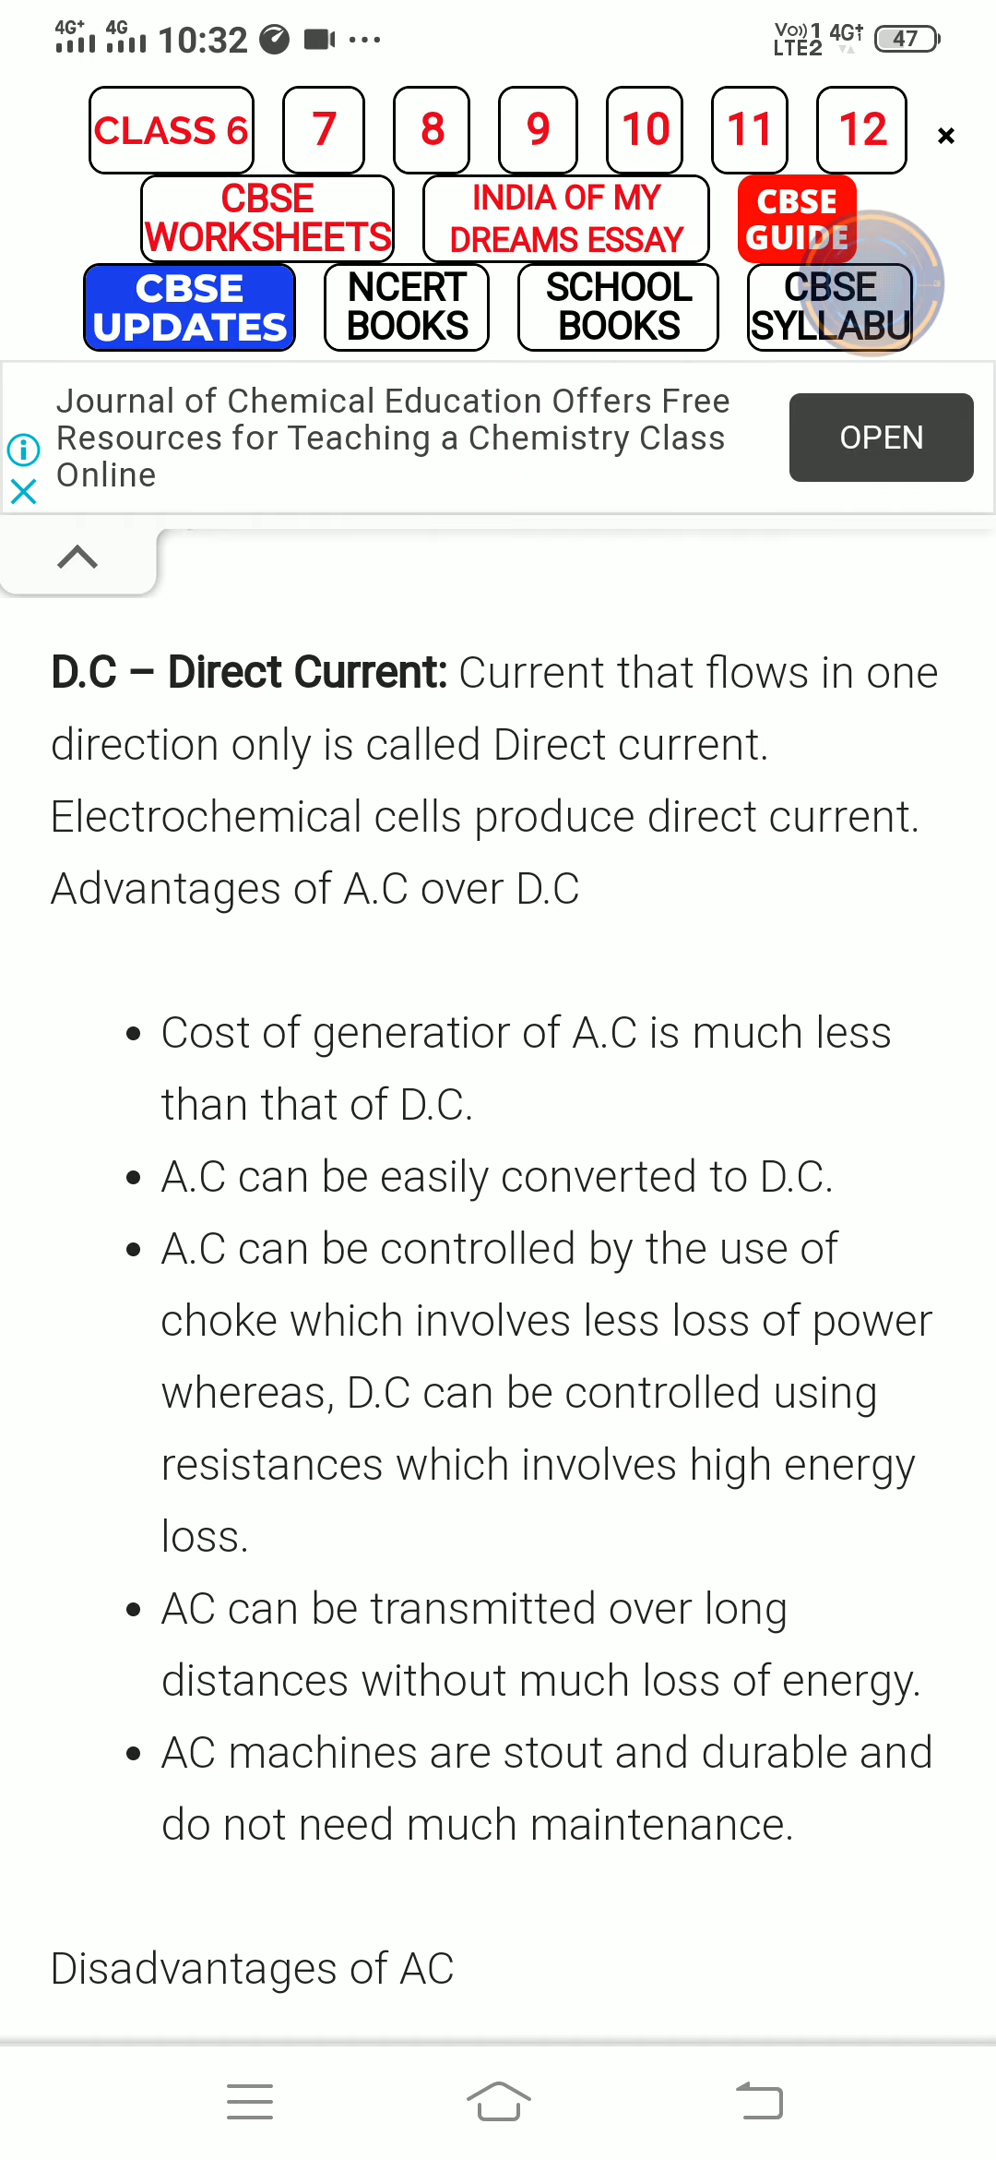 4G+ 4G 10:32 ... Vo)) 1 4G↑ 47
LTE2
CLASS 6 7 8 9 10 11 12 ×
CBSE
WORKSHEETS
INDIA OF MY
DREAMS ESSAY
CBSE
GUIDE
CBSE
UPDATES
NCERT
BOOKS
SCHOOL
BOOKS
CBSE
SYLLABU
Journal of Chemical Education Offers Free
Resources for Teaching a Chemistry Class
Online
OPEN
D.C – Direct Current: Current that flows in one
direction only is called Direct current.
Electrochemical cells produce direct current.
Advantages of A.C over D.C
• Cost of generatior of A.C is much less
than that of D.C.
• A.C can be easily converted to D.C.
• A.C can be controlled by the use of
choke which involves less loss of power
whereas, D.C can be controlled using
resistances which involves high energy
loss.
• AC can be transmitted over long
distances without much loss of energy.
• AC machines are stout and durable and
do not need much maintenance.
Disadvantages of AC